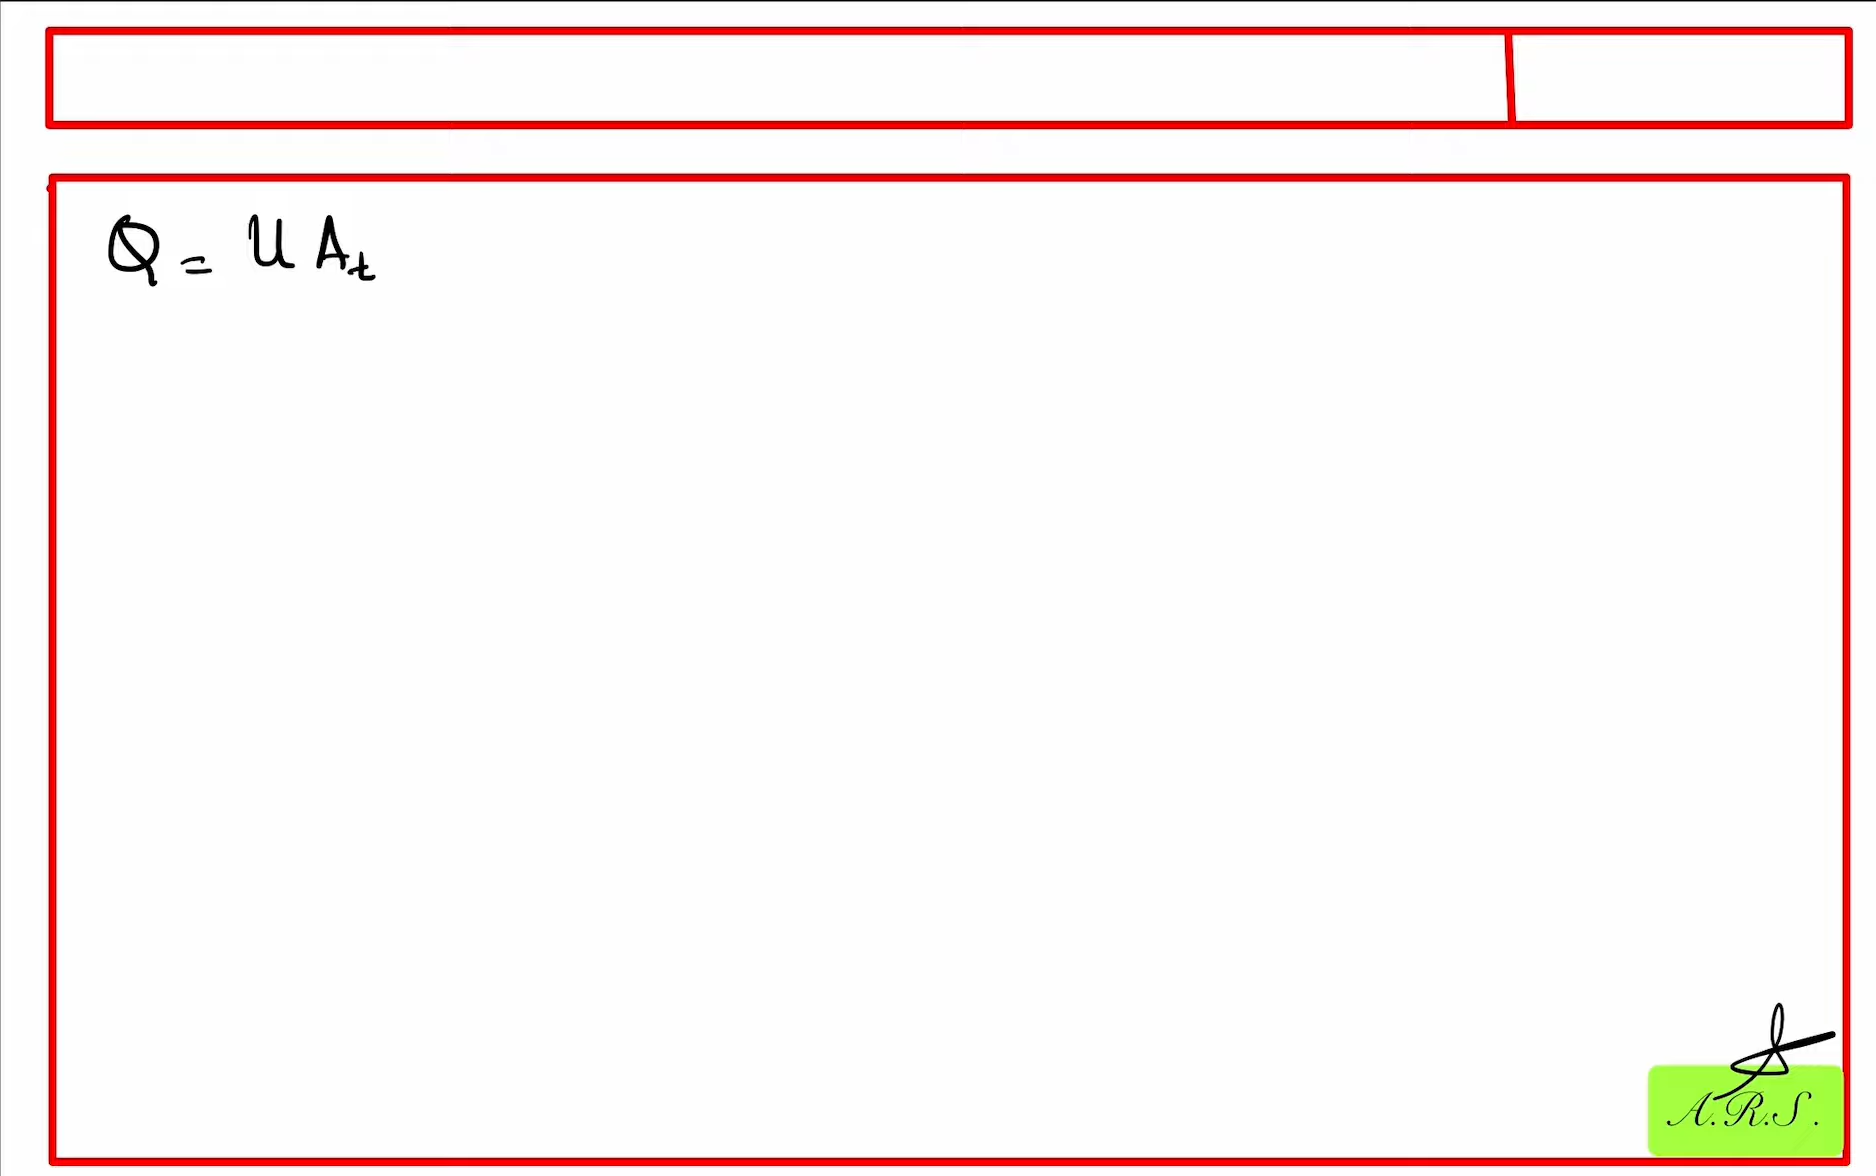 Q = U A_t
A.R.S.